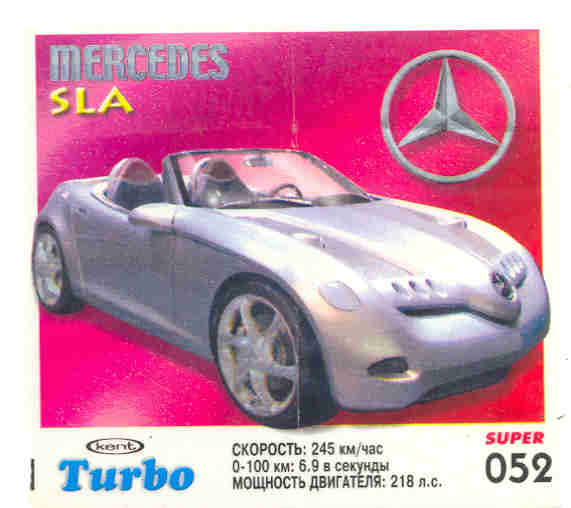 MERCEDES
SLA
kent
Turbo
СКОРОСТЬ: 245 км/час
0-100 км: 6.9 в секунды
МОЩНОСТЬ ДВИГАТЕЛЯ: 218 л.с.
SUPER
052